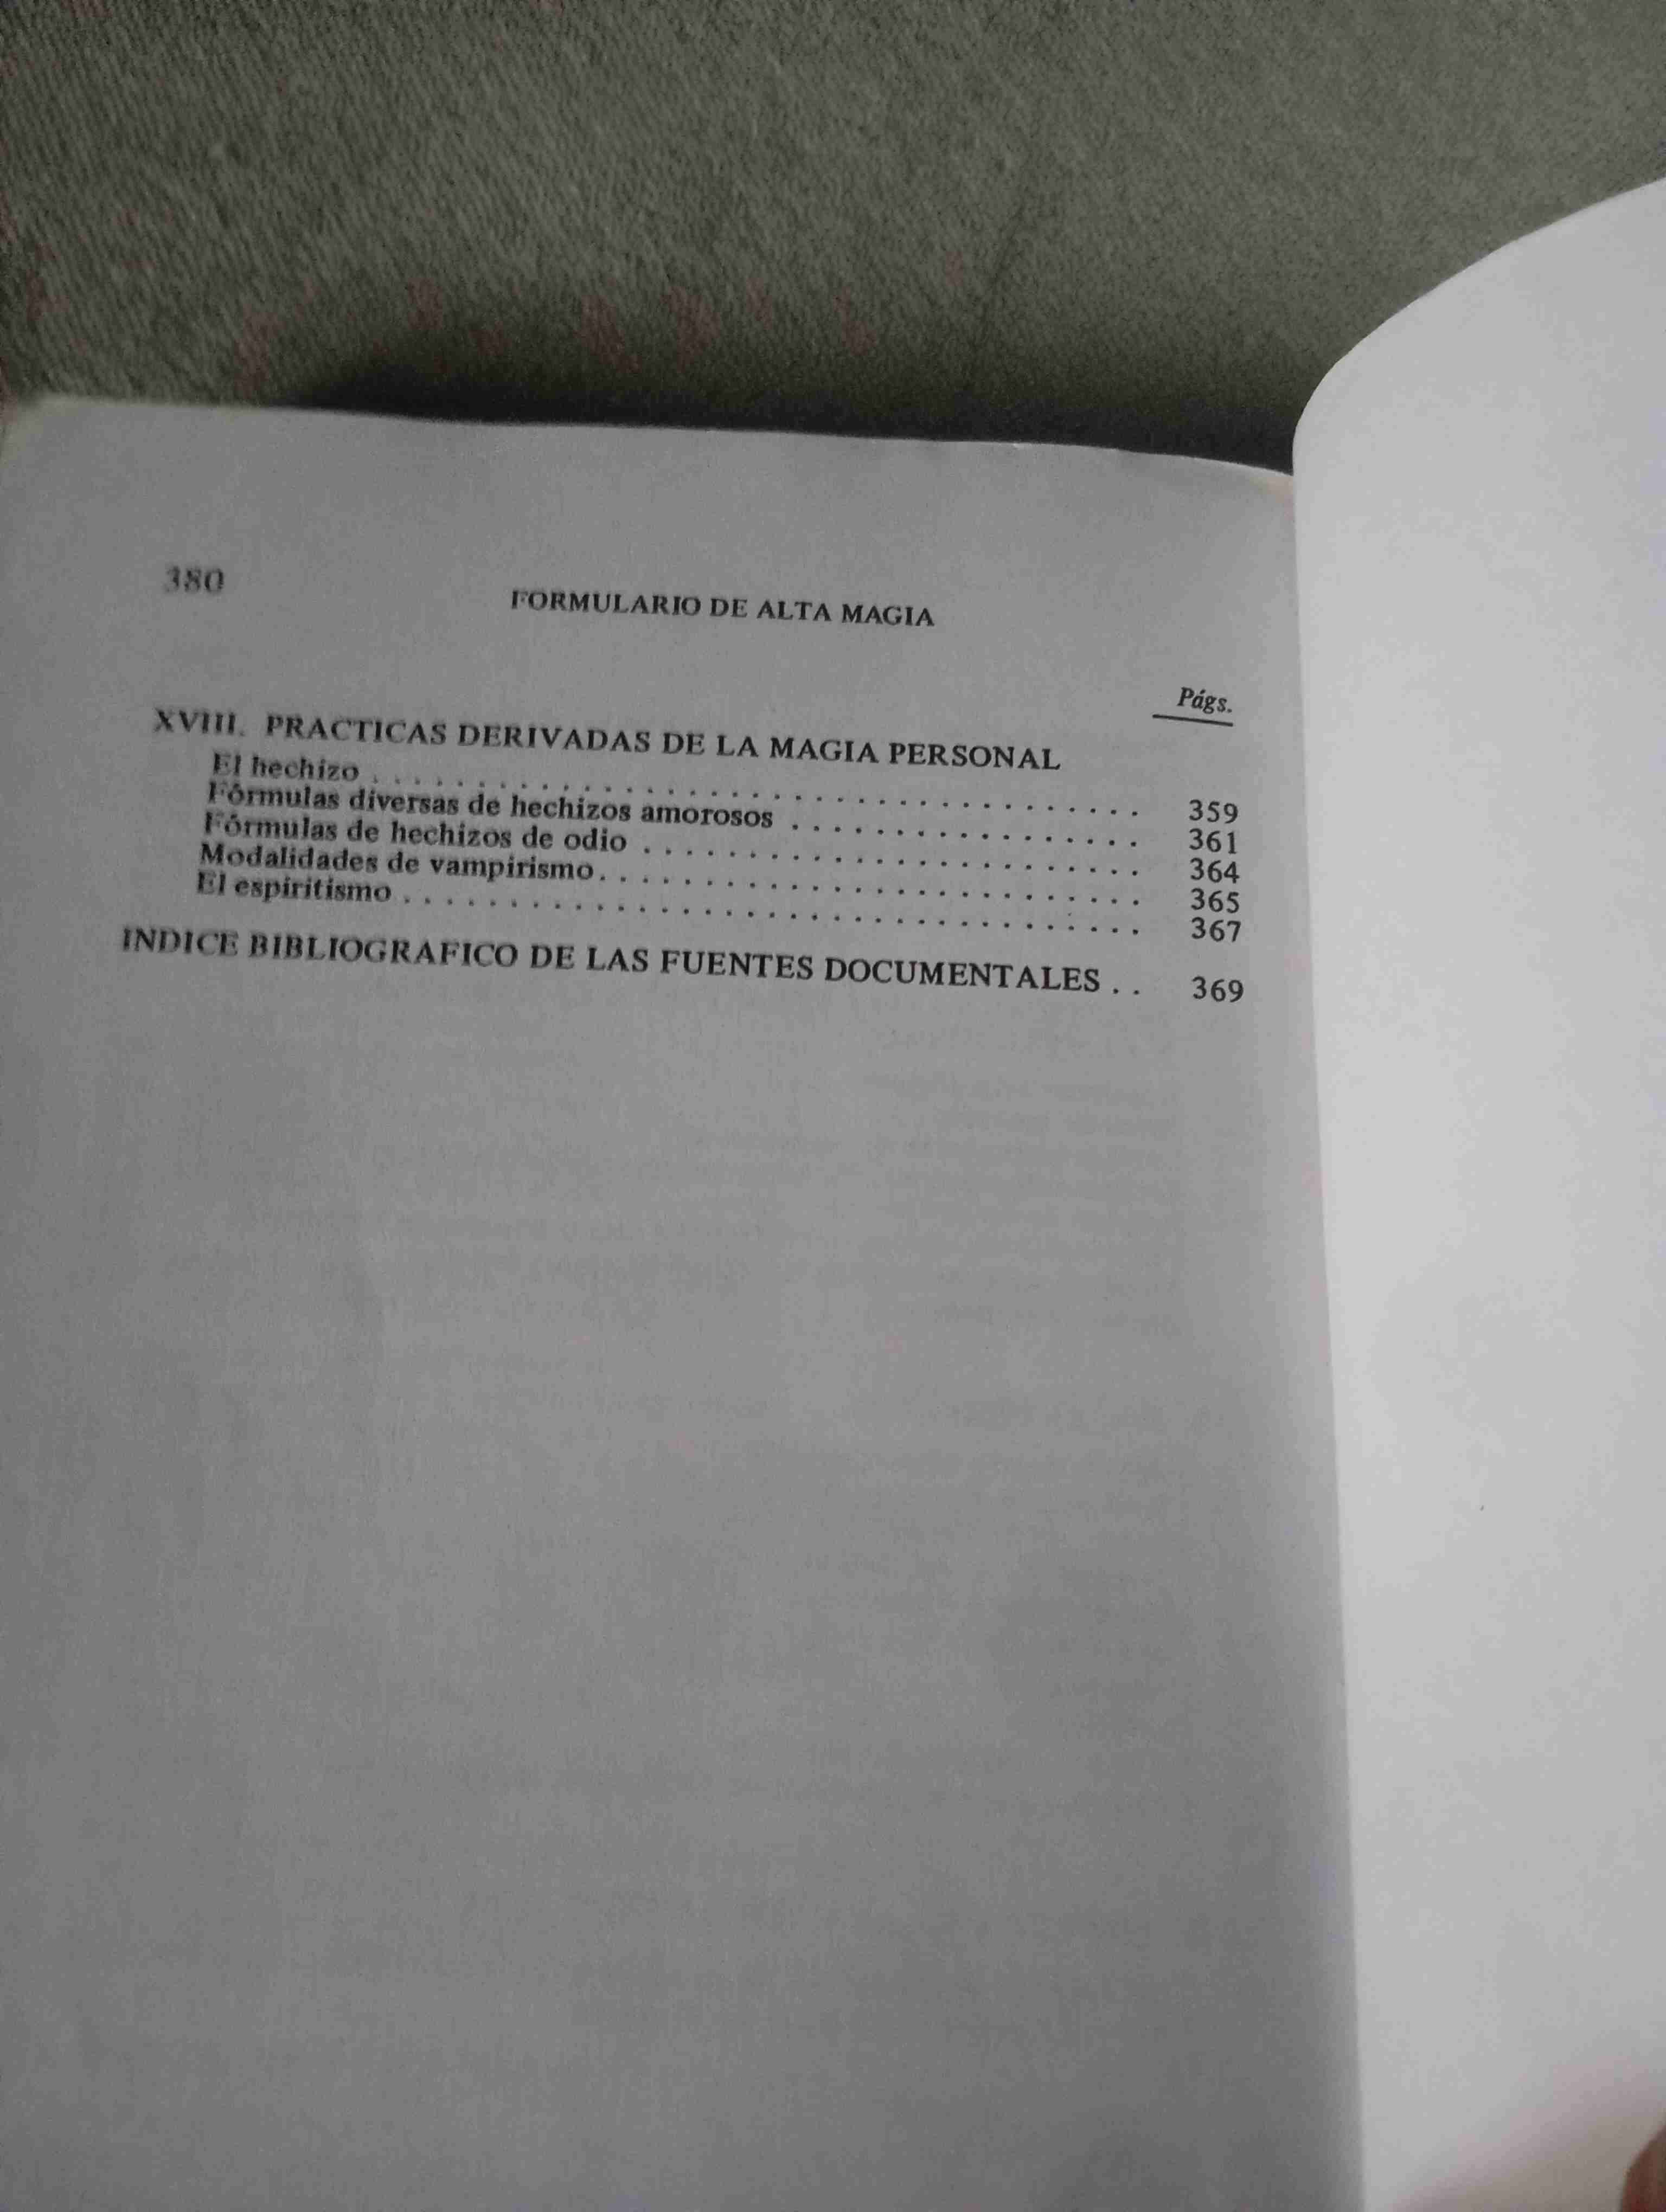 380
FORMULARIO DE ALTA MAGIA
Págs.
XVIII. PRACTICAS DERIVADAS DE LA MAGIA PERSONAL
El hechizo . . . . . . . . . . . . . . . . . . . . . . . . . . . . 359
Fórmulas diversas de hechizos amorosos . . . . . . . . . . . . . 361
Fórmulas de hechizos de odio . . . . . . . . . . . . . . . . . . 364
Modalidades de vampirismo . . . . . . . . . . . . . . . . . . . . 365
El espiritismo . . . . . . . . . . . . . . . . . . . . . . . . . . 367
INDICE BIBLIOGRAFICO DE LAS FUENTES DOCUMENTALES . . 369